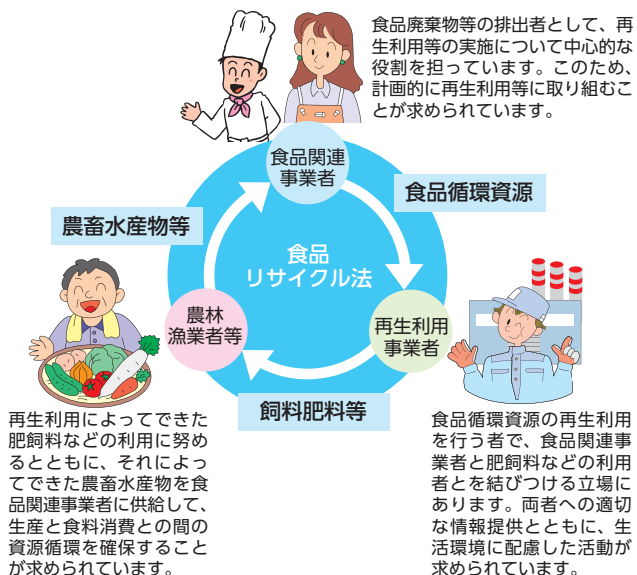 食品廃棄物等の排出者として、再
生利用等の実施について中心的な
役割を担っています。このため、
計画的に再生利用等に取り組むこ
とが求められています。
食品関連
事業者
食品循環資源
農畜水産物等
食品
リサイクル法
農林
漁業者等
再生利用
事業者
飼料肥料等
再生利用によってできた
肥飼料などの利用に努め
るとともに、それによっ
てできた農畜水産物を食
品関連事業者に供給して、
生産と食料消費との間の
資源循環を確保すること
が求められています。
食品循環資源の再生利用
を行う者で、食品関連事
業者と肥飼料などの利用
者とを結びつける立場に
あります。両者への適切
な情報提供とともに、生
活環境に配慮した活動が
求められています。